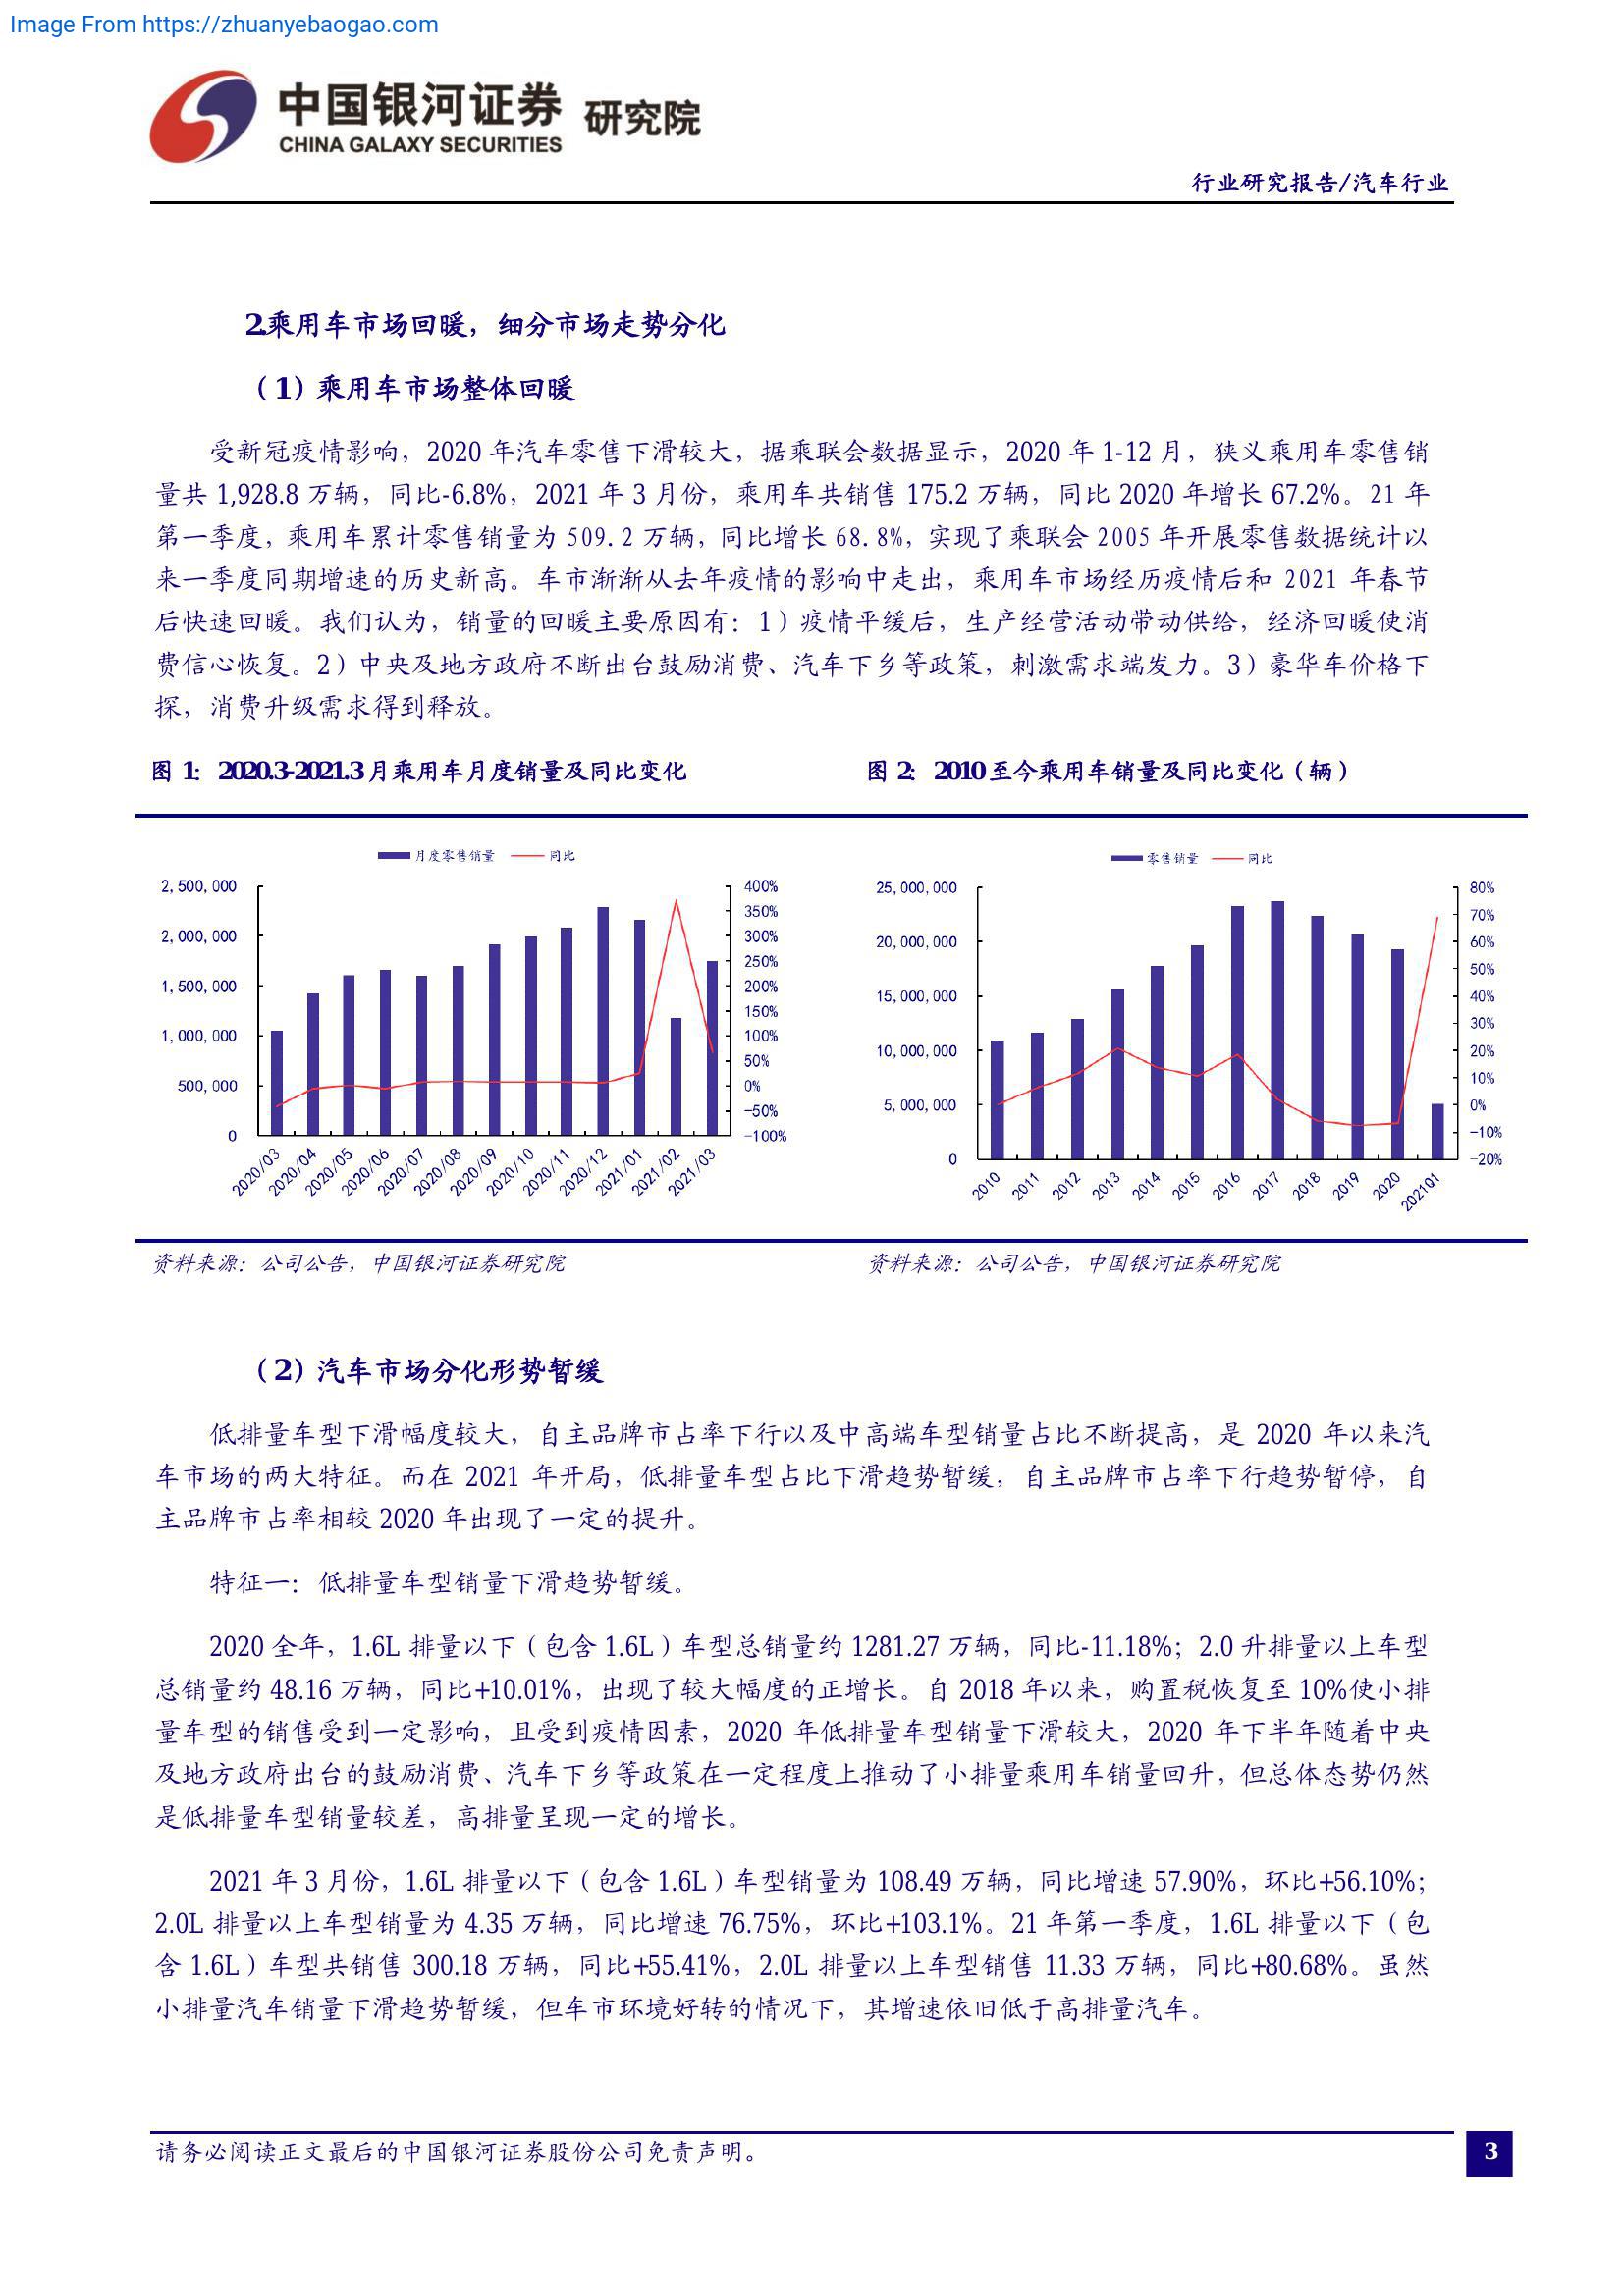 Image From https://zhuanyebaogao.com
中国银河证券 研究院
CHINA GALAXY SECURITIES
行业研究报告/汽车行业
2.乘用车市场回暖，细分市场走势分化
（1）乘用车市场整体回暖
受新冠疫情影响，2020 年汽车零售下滑较大，据乘联会数据显示，2020 年 1-12 月，狭义乘用车零售销
量共 1,928.8 万辆，同比-6.8%，2021 年 3 月份，乘用车共销售 175.2 万辆，同比 2020 年增长 67.2%。21 年
第一季度，乘用车累计零售销量为 509.2 万辆，同比增长 68.8%，实现了乘联会 2005 年开展零售数据统计以
来一季度同期增速的历史新高。车市渐渐从去年疫情的影响中走出，乘用车市场经历疫情后和 2021 年春节
后快速回暖。我们认为，销量的回暖主要原因有：1）疫情平缓后，生产经营活动带动供给，经济回暖使消
费信心恢复。2）中央及地方政府不断出台鼓励消费、汽车下乡等政策，刺激需求端发力。3）豪华车价格下
探，消费升级需求得到释放。
图 1： 2020.3-2021.3 月乘用车月度销量及同比变化
月度零售销量 同比
2,500,000
2,000,000
1,500,000
1,000,000
500,000
0
400%
350%
300%
250%
200%
150%
100%
50%
0%
-50%
-100%
2020/03 2020/04 2020/05 2020/06 2020/07 2020/08 2020/09 2020/10 2020/11 2020/12 2021/01 2021/02 2021/03
资料来源：公司公告，中国银河证券研究院
图 2： 2010 至今乘用车销量及同比变化（辆）
零售销量 同比
25,000,000
20,000,000
15,000,000
10,000,000
5,000,000
0
80%
70%
60%
50%
40%
30%
20%
10%
0%
-10%
-20%
2010 2011 2012 2013 2014 2015 2016 2017 2018 2019 2020 2021Q1
资料来源：公司公告，中国银河证券研究院
（2）汽车市场分化形势暂缓
低排量车型下滑幅度较大，自主品牌市占率下行以及中高端车型销量占比不断提高，是 2020 年以来汽
车市场的两大特征。而在 2021 年开局，低排量车型占比下滑趋势暂缓，自主品牌市占率下行趋势暂停，自
主品牌市占率相较 2020 年出现了一定的提升。
特征一：低排量车型销量下滑趋势暂缓。
2020 全年，1.6L 排量以下（包含 1.6L）车型总销量约 1281.27 万辆，同比-11.18%；2.0 升排量以上车型
总销量约 48.16 万辆，同比+10.01%，出现了较大幅度的正增长。自 2018 年以来，购置税恢复至 10%使小排
量车型的销售受到一定影响，且受到疫情因素，2020 年低排量车型销量下滑较大，2020 年下半年随着中央
及地方政府出台的鼓励消费、汽车下乡等政策在一定程度上推动了小排量乘用车销量回升，但总体态势仍然
是低排量车型销量较差，高排量呈现一定的增长。
2021 年 3 月份，1.6L 排量以下（包含 1.6L）车型销量为 108.49 万辆，同比增速 57.90%，环比+56.10%；
2.0L 排量以上车型销量为 4.35 万辆，同比增速 76.75%，环比+103.1%。21 年第一季度，1.6L 排量以下（包
含 1.6L）车型共销售 300.18 万辆，同比+55.41%，2.0L 排量以上车型销售 11.33 万辆，同比+80.68%。虽然
小排量汽车销量下滑趋势暂缓，但车市环境好转的情况下，其增速依旧低于高排量汽车。
请务必阅读正文最后的中国银河证券股份公司免责声明。
3